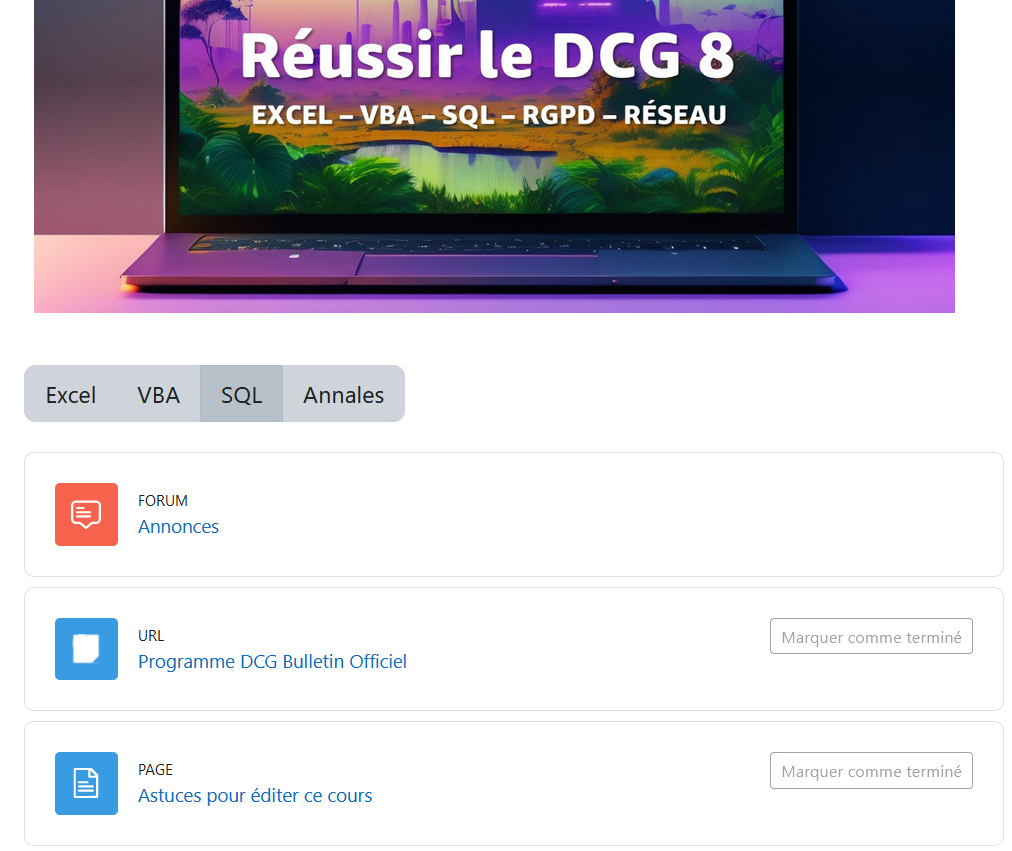 Réussir le DCG 8
EXCEL – VBA – SQL – RGPD – RÉSEAU
Excel VBA SQL Annales
FORUM
Annonces
URL
Marquer comme terminé
Programme DCG Bulletin Officiel
PAGE
Marquer comme terminé
Astuces pour éditer ce cours